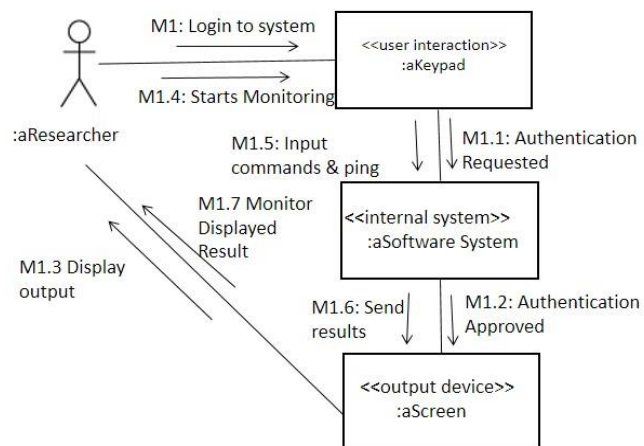 M1: Login to system
<<user interaction>>
:aKeypad
M1.4: Starts Monitoring
:aResearcher
M1.5: Input
commands & ping
M1.1: Authentication
Requested
M1.7 Monitor
Displayed
Result
<<internal system>>
:aSoftware System
M1.3 Display
output
M1.6: Send
results
M1.2: Authentication
Approved
<<output device>>
:aScreen